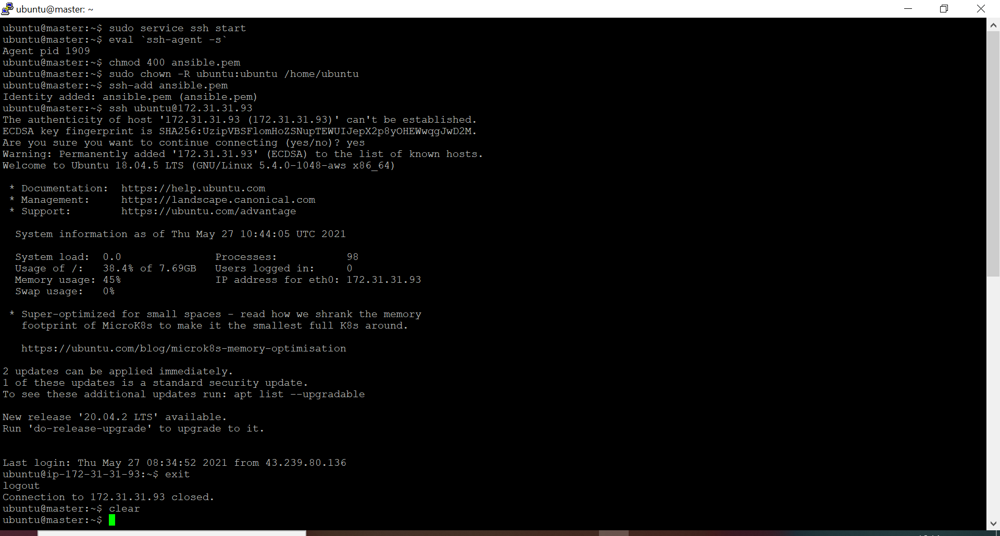 ubuntu@master: ~
ubuntu@master:~$ sudo service ssh start
ubuntu@master:~$ eval `ssh-agent -s`
Agent pid 1909
ubuntu@master:~$ chmod 400 ansible.pem
ubuntu@master:~$ sudo chown -R ubuntu:ubuntu /home/ubuntu
ubuntu@master:~$ ssh-add ansible.pem
Identity added: ansible.pem (ansible.pem)
ubuntu@master:~$ ssh ubuntu@172.31.31.93
The authenticity of host '172.31.31.93 (172.31.31.93)' can't be established.
ECDSA key fingerprint is SHA256:UzipVBSFlomHoZSNupTEWUIJepX2p8yOHEWwqgJwD2M.
Are you sure you want to continue connecting (yes/no)? yes
Warning: Permanently added '172.31.31.93' (ECDSA) to the list of known hosts.
Welcome to Ubuntu 18.04.5 LTS (GNU/Linux 5.4.0-1048-aws x86_64)
* Documentation:  https://help.ubuntu.com
* Management:     https://landscape.canonical.com
* Support:        https://ubuntu.com/advantage
System information as of Thu May 27 10:44:05 UTC 2021
System load:  0.0               Processes:           98
Usage of /:   38.4% of 7.69GB   Users logged in:     0
Memory usage: 45%               IP address for eth0: 172.31.31.93
Swap usage:   0%
* Super-optimized for small spaces - read how we shrank the memory
footprint of MicroK8s to make it the smallest full K8s around.
https://ubuntu.com/blog/microk8s-memory-optimisation
2 updates can be applied immediately.
1 of these updates is a standard security update.
To see these additional updates run: apt list --upgradable
New release '20.04.2 LTS' available.
Run 'do-release-upgrade' to upgrade to it.
Last login: Thu May 27 08:34:52 2021 from 43.239.80.136
ubuntu@ip-172-31-31-93:~$ exit
logout
Connection to 172.31.31.93 closed.
ubuntu@master:~$ clear
ubuntu@master:~$